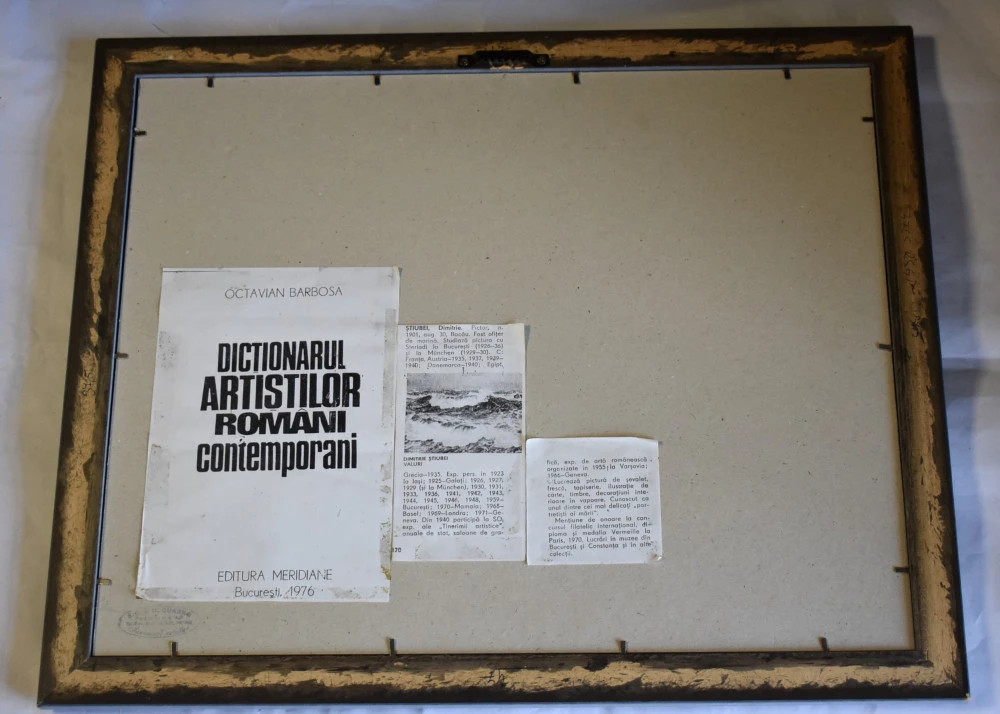 OCTAVIAN BARBOSA
DICTIONARUL
ARTIȘTILOR
ROMÂNI
contemporani
EDITURA MERIDIANE
București, 1976
ȘTIUBEI, Dimitrie. Pictor, n.
1901, aug. 30, Bacău. Fost ofițer
de marină. Studiază pictura cu
Steriadi la București (1926—36)
și la München (1929—30). C:
Franța, Austria—1935, 1937, 1939—
1940; Danemarca—1940; Egipt,
DIMITRIE ȘTIUBEI
VALURI
Grecia—1935. Exp. pers. în 1923
la Iași; 1925—Galați; 1926, 1927,
1929 (și la München), 1930, 1931,
1933, 1936, 1941, 1942, 1943,
1944, 1945, 1946, 1948, 1959—
București; 1970—Mamaia; 1968—
Basel; 1969—Londra; 1971—Ge-
neva. Din 1940 participă la SO,
exp. ale „Tinerimii artistice",
anuale de stat, saloane de gra-
170
fică, exp. de artă românească
organizate în 1955 la Varșovia;
1966—Geneva.
Lucrează pictură de șevalet,
frescă, tapiserie, ilustrație de
carte, timbre, decorațiuni inte-
rioare în vapoare. Cunoscut ca
unul dintre cei mai delicați „por-
tretiști ai mării".
Mențiune de onoare la con-
cursul filatelic internațional, di-
ploma și medalia Vermeille la
Paris, 1970. Lucrări în muzee din
București și Constanța și în alte
colecții.